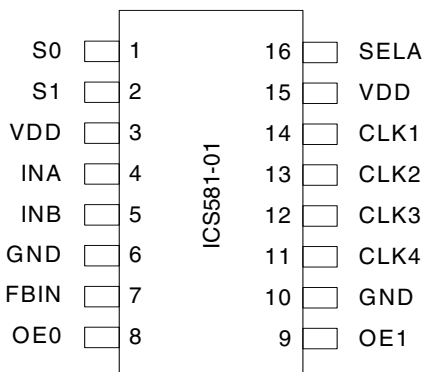 S0 1 16 SELA
S1 2 15 VDD
VDD 3 14 CLK1
INA 4 13 CLK2
INB 5 12 CLK3
GND 6 11 CLK4
FBIN 7 10 GND
OE0 8 9 OE1
ICS581-01